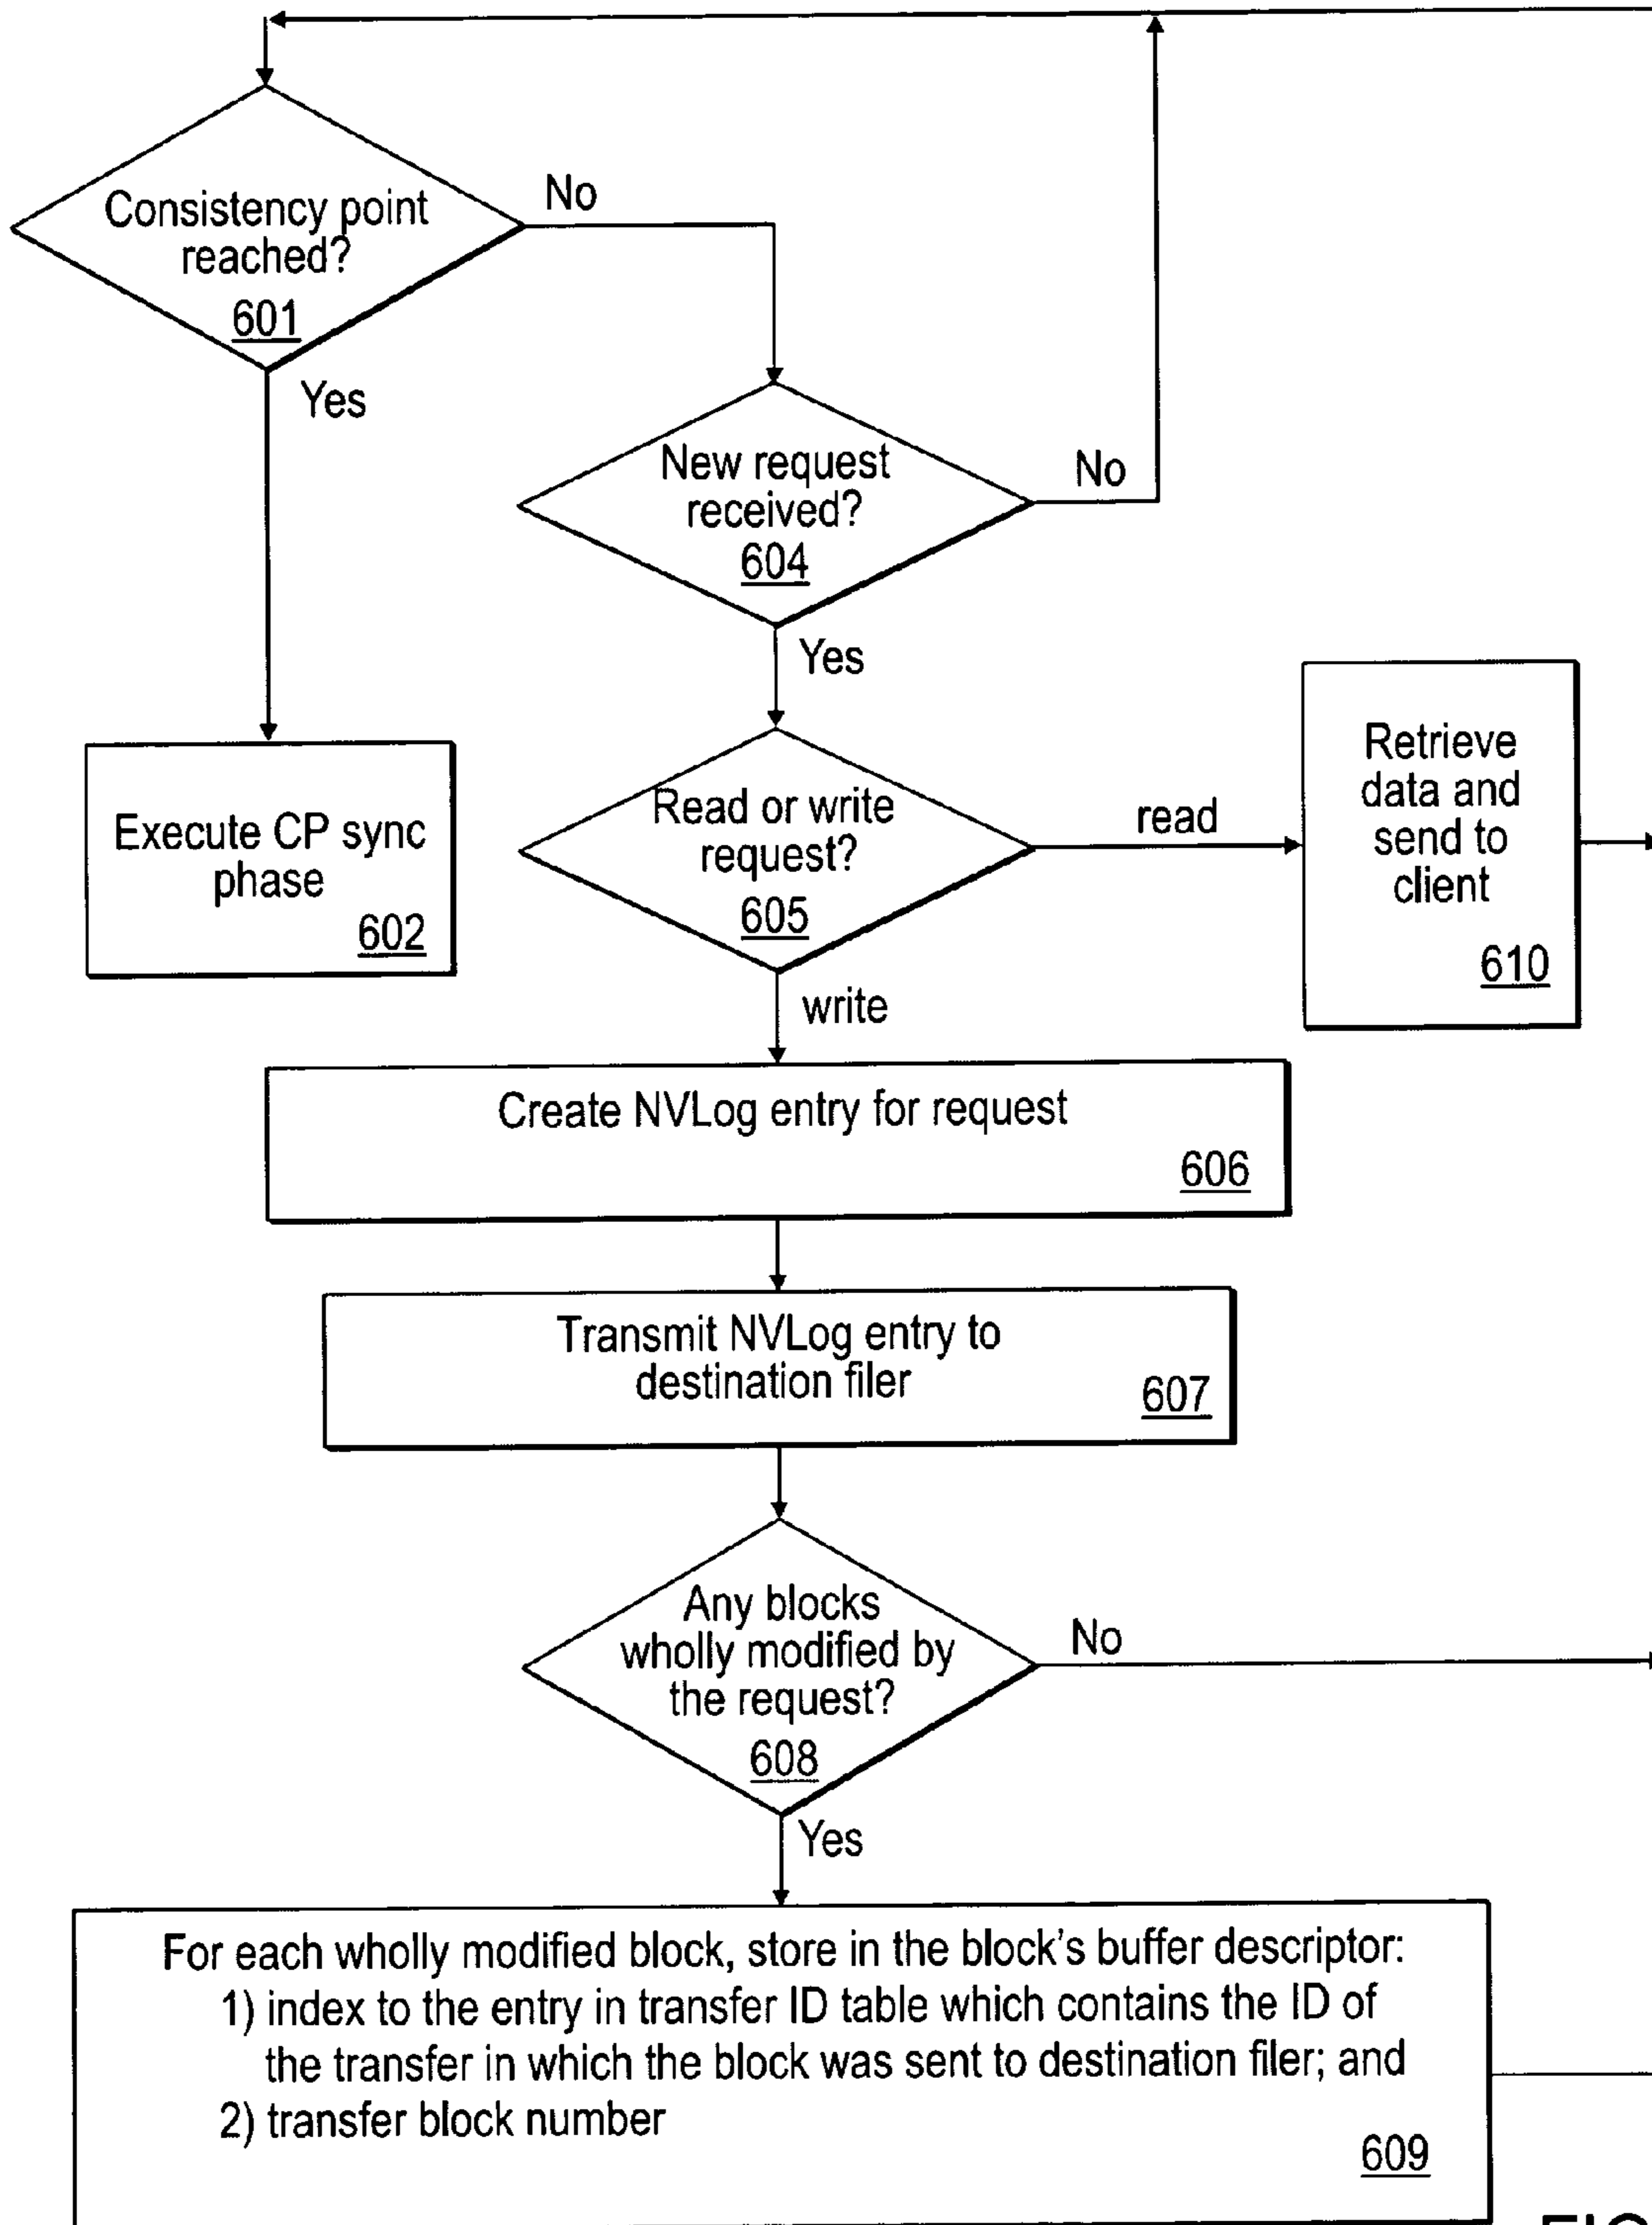 Consistency point
reached?
601
No
Yes
New request
received?
604
No
Yes
Execute CP sync
phase
602
Read or write
request?
605
read
write
Retrieve
data and
send to
client
610
Create NVLog entry for request
606
Transmit NVLog entry to
destination filer
607
Any blocks
wholly modified by
the request?
608
No
Yes
For each wholly modified block, store in the block's buffer descriptor:
1) index to the entry in transfer ID table which contains the ID of
the transfer in which the block was sent to destination filer; and
2) transfer block number
609